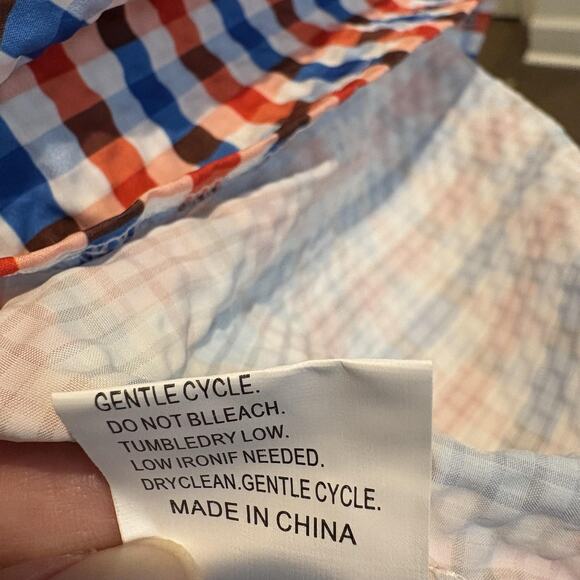 GENTLE CYCLE.
DO NOT BLLEACH.
TUMBLEDRY LOW.
LOW IRONIF NEEDED.
DRYCLEAN.GENTLE CYCLE.
MADE IN CHINA